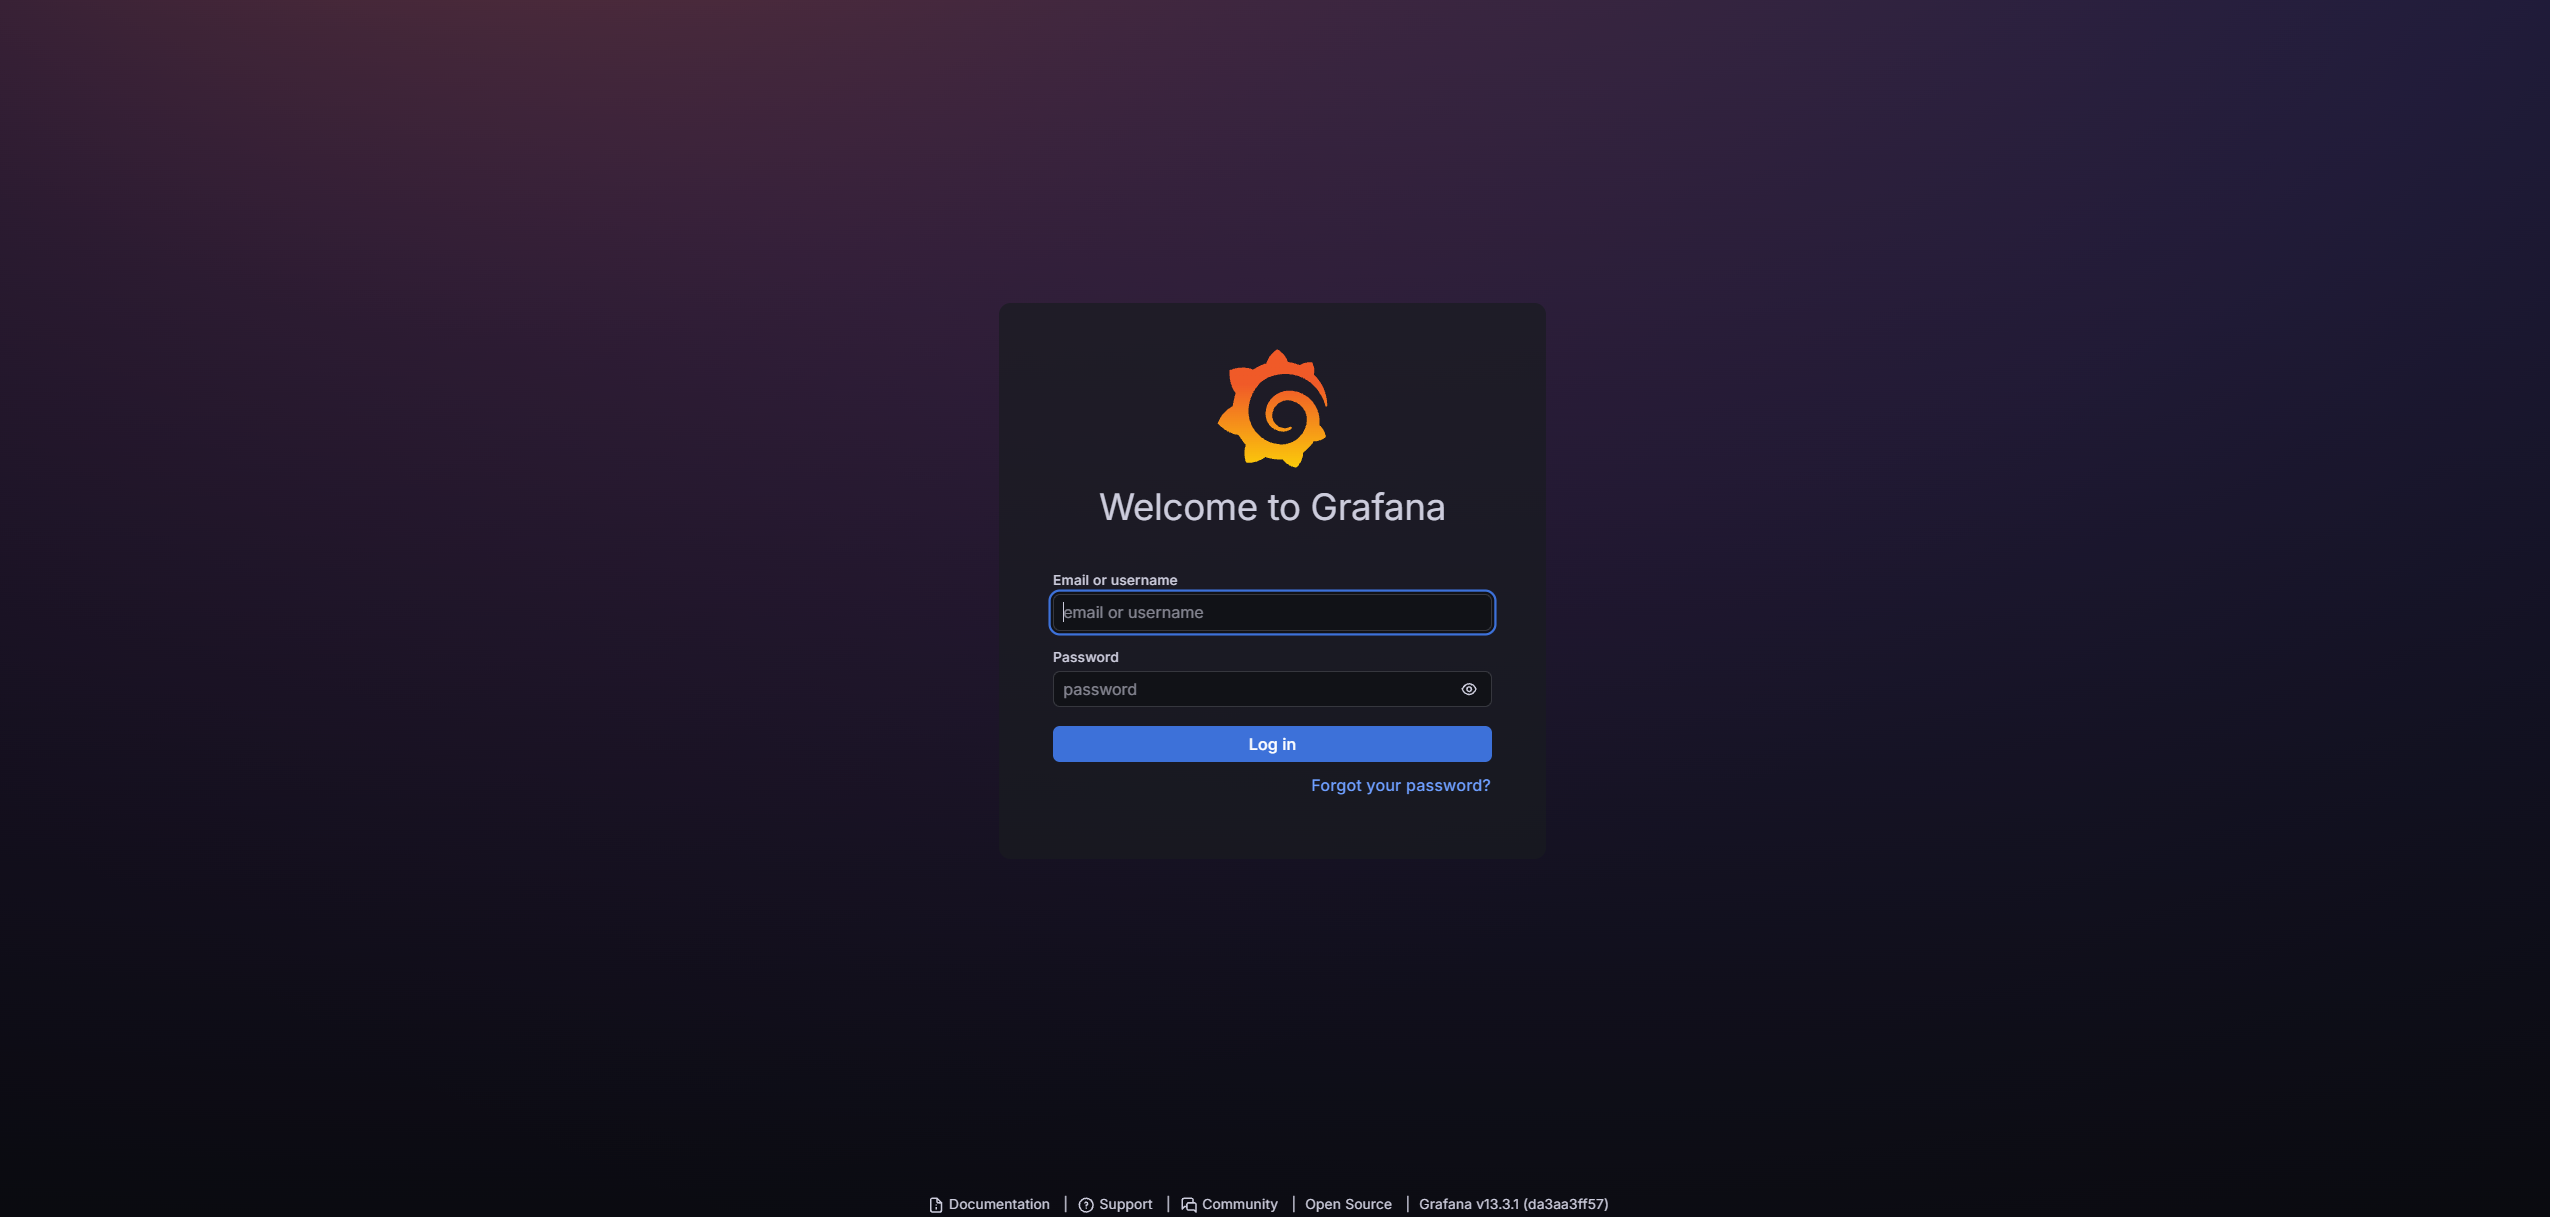 Welcome to Grafana
Email or username
email or username
Password
password
Log in
Forgot your password?
Documentation | Support | Community | Open Source | Grafana v13.3.1 (da3aa3ff57)